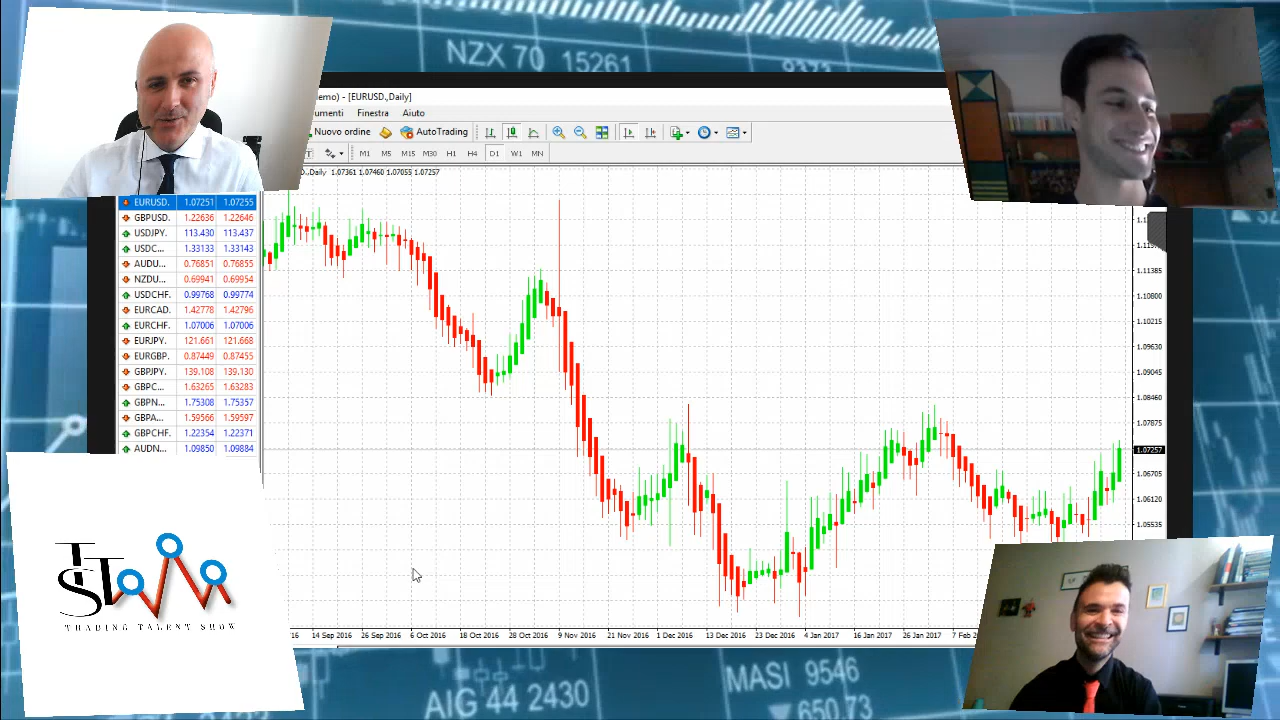 NZX 70 15261
emo) - [EURUSD.,Daily]
umenti Finestra Aiuto
Nuovo ordine AutoTrading
M1 M5 M15 M30 H1 H4 D1 W1 MN
.,Daily 1.07361 1.07460 1.07055 1.07257
EURUSD. 1.07251 1.07255
GBPUSD. 1.22636 1.22646
USDJPY. 113.430 113.437
USDC... 1.33133 1.33143
AUDU... 0.76851 0.76855
NZDU... 0.69941 0.69954
USDCHF. 0.99768 0.99774
EURCAD. 1.42778 1.42796
EURCHF. 1.07006 1.07006
EURJPY. 121.661 121.668
EURGBP. 0.87449 0.87455
GBPJPY. 139.108 139.130
GBPC... 1.63265 1.63283
GBPN... 1.75308 1.75357
GBPA... 1.59566 1.59597
GBPCHF. 1.22354 1.22371
AUDN... 1.09850 1.09884
1.11385
1.10800
1.10215
1.09630
1.09045
1.08460
1.07875
1.07257
1.06705
1.06120
1.05535
14 Sep 2016 26 Sep 2016 6 Oct 2016 18 Oct 2016 28 Oct 2016 9 Nov 2016 21 Nov 2016 1 Dec 2016 13 Dec 2016 23 Dec 2016 4 Jan 2017 16 Jan 2017 26 Jan 2017 7 Feb
TTS
TRADING TALENT SHOW
AIG 44 2430
MASI 9546
650.73